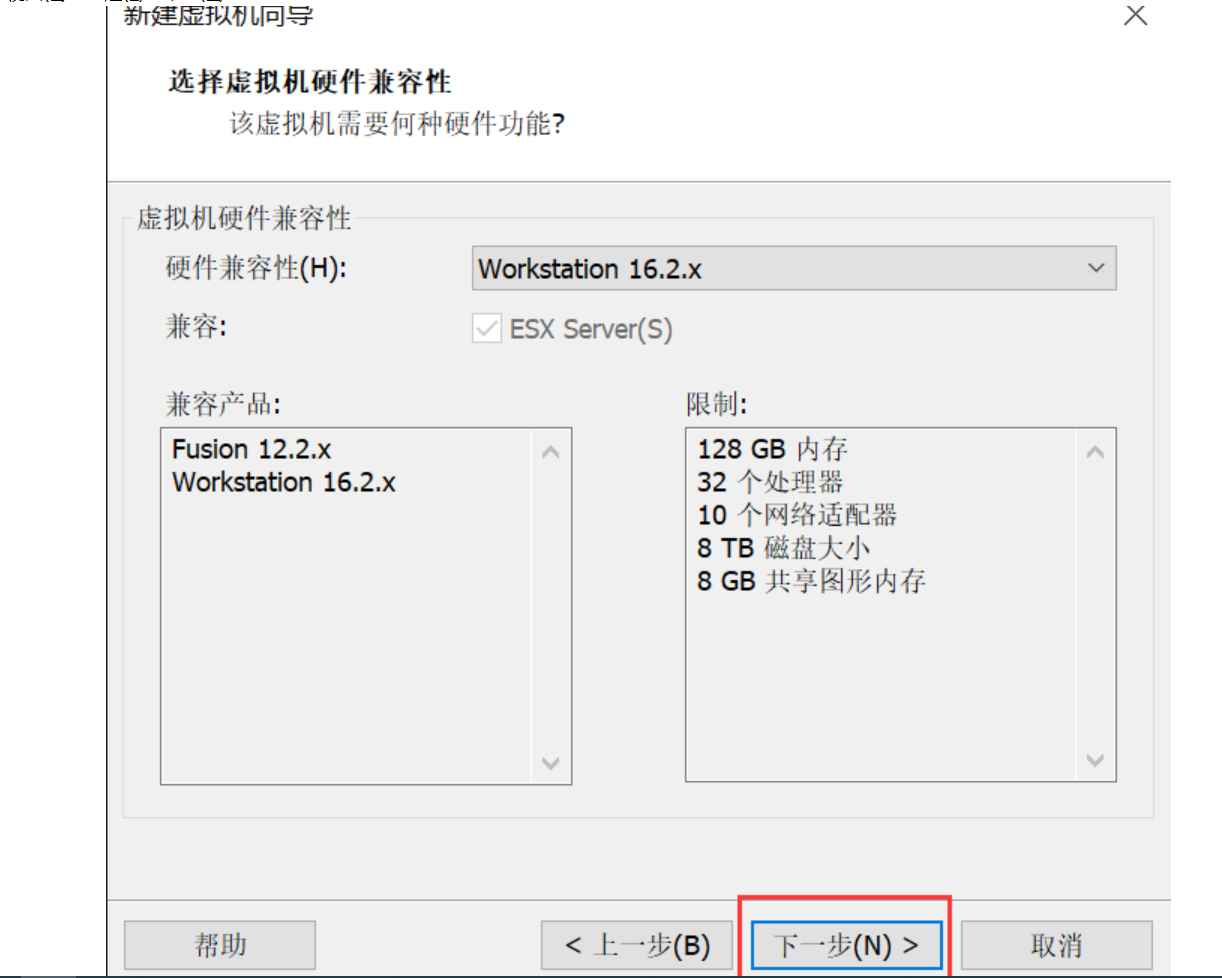 新建虚拟机向导
选择虚拟机硬件兼容性
该虚拟机需要何种硬件功能?
虚拟机硬件兼容性
硬件兼容性(H):
Workstation 16.2.x
兼容:
ESX Server(S)
兼容产品:
Fusion 12.2.x
Workstation 16.2.x
限制:
128 GB 内存
32 个处理器
10 个网络适配器
8 TB 磁盘大小
8 GB 共享图形内存
帮助
< 上一步(B)
下一步(N) >
取消